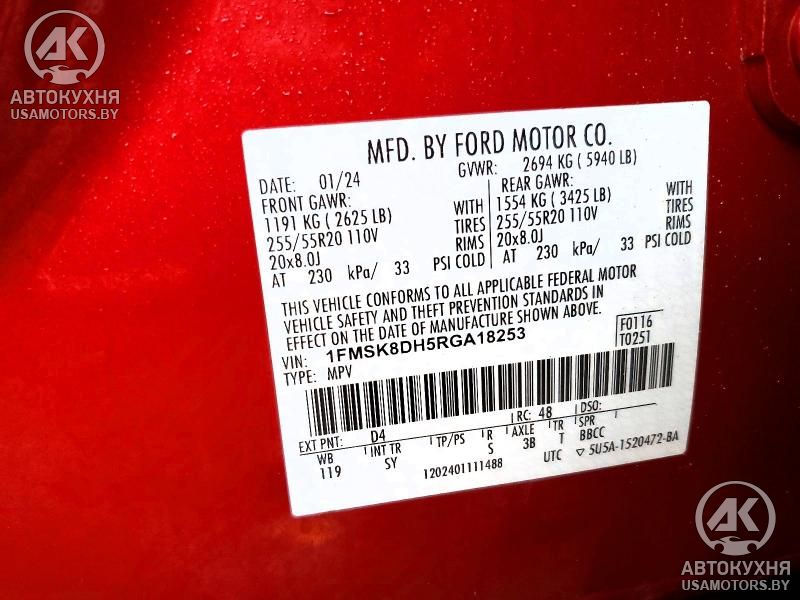 AK
АВТОКУХНЯ
USAMOTORS.BY
MFD. BY FORD MOTOR CO.
DATE: 01/24 GVWR: 2694 KG ( 5940 LB)
FRONT GAWR: REAR GAWR:
1191 KG ( 2625 LB) WITH 1554 KG ( 3425 LB) WITH
255/55R20 110V TIRES 255/55R20 110V TIRES
20x8.0J RIMS 20x8.0J RIMS
AT 230 kPa/ 33 PSI COLD AT 230 kPa/ 33 PSI COLD
THIS VEHICLE CONFORMS TO ALL APPLICABLE FEDERAL MOTOR
VEHICLE SAFETY AND THEFT PREVENTION STANDARDS IN
EFFECT ON THE DATE OF MANUFACTURE SHOWN ABOVE.
VIN: 1FMSK8DH5RGA18253 F0116
TYPE: MPV T0251
EXT PNT: D4 RC: 48 DSO:
WB INT TR TP/PS R AXLE TR SPR
119 SY S 3B T BBCC
1202401111488 UTC ▽ 5U5A-1520472-BA
AK
АВТОКУХНЯ
USAMOTORS.BY